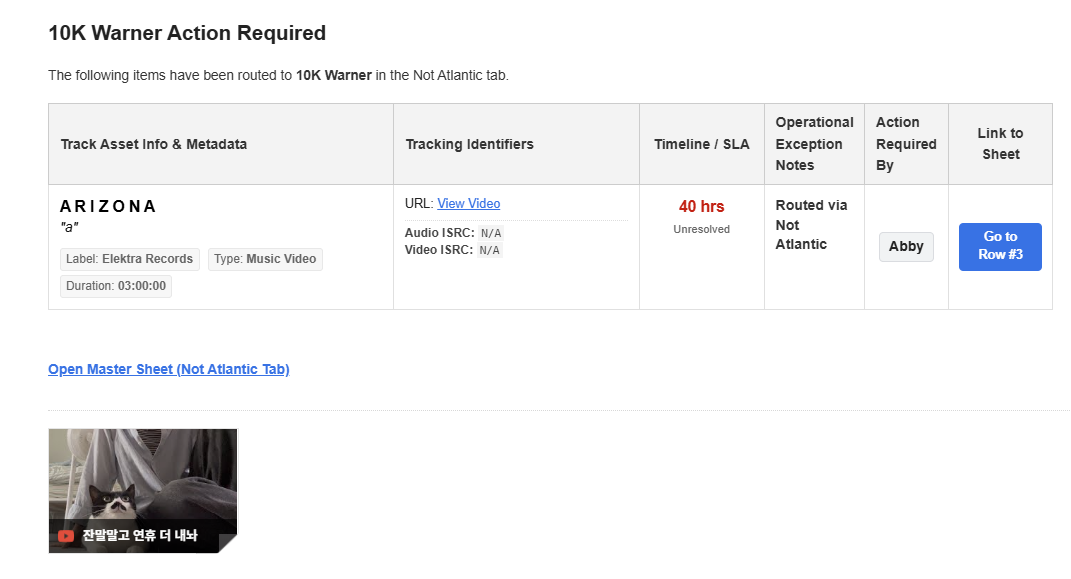 10K Warner Action Required
The following items have been routed to 10K Warner in the Not Atlantic tab.
Track Asset Info & Metadata
Tracking Identifiers
Timeline / SLA
Operational
Exception
Notes
Action
Required
By
Link to
Sheet
A R I Z O N A
"a"
Label: Elektra Records
Type: Music Video
Duration: 03:00:00
URL: View Video
Audio ISRC: N/A
Video ISRC: N/A
40 hrs
Unresolved
Routed via
Not
Atlantic
Abby
Go to
Row #3
Open Master Sheet (Not Atlantic Tab)
잔말말고 연휴 더 내놔